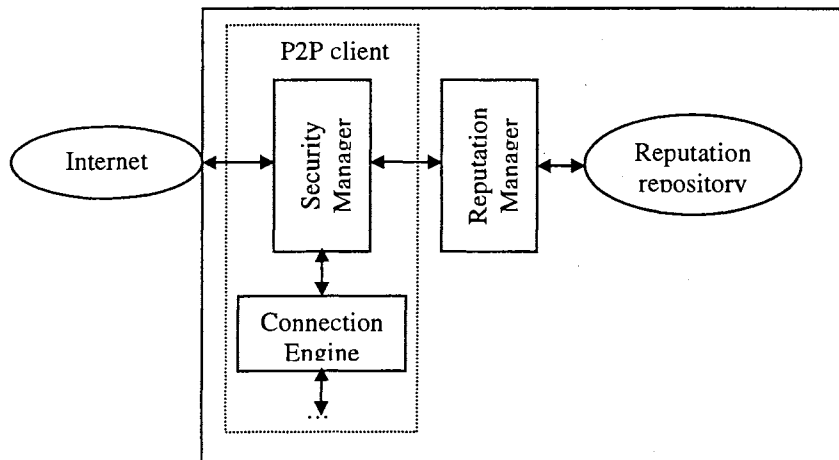 P2P client
Internet
Security
Manager
Reputation
Manager
Reputation
repository
Connection
Engine
...